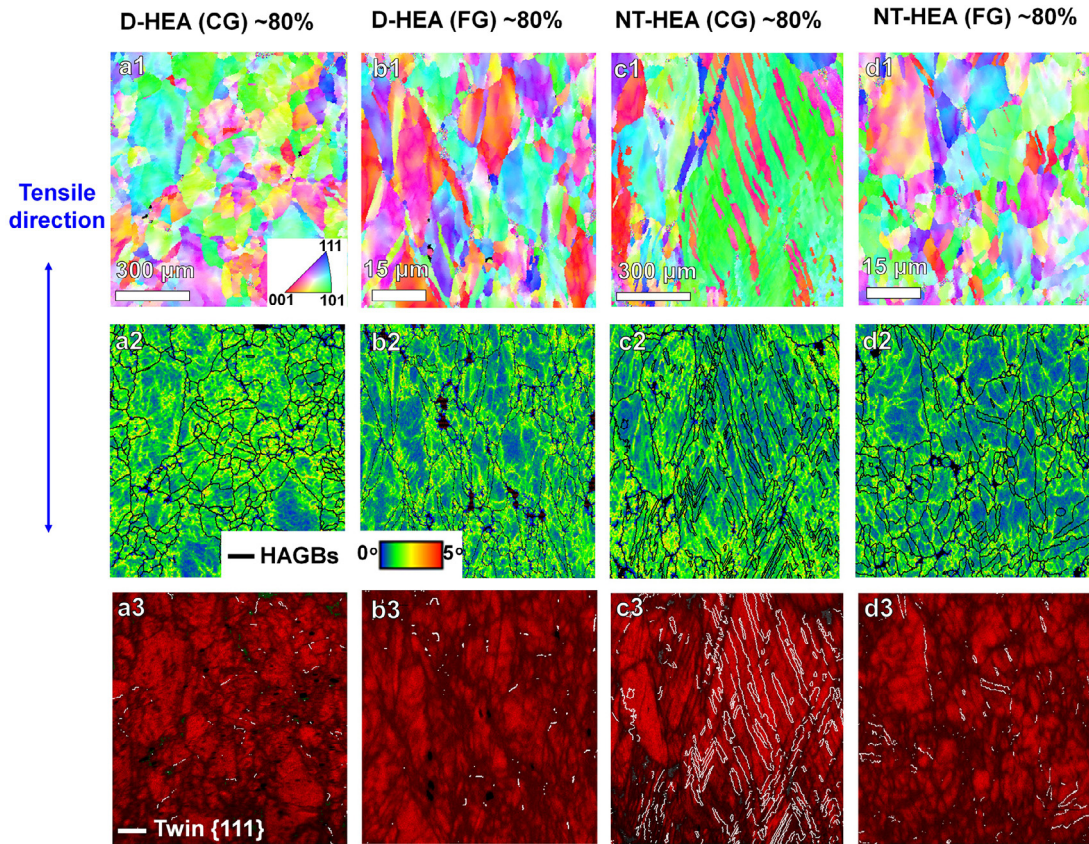 D-HEA (CG) ~80%
D-HEA (FG) ~80%
NT-HEA (CG) ~80%
NT-HEA (FG) ~80%
a1
b1
c1
d1
Tensile
direction
111
300 µm
001
101
15 µm
300 µm
15 µm
a2
b2
c2
d2
HAGBs
0°
5°
a3
b3
c3
d3
Twin {111}